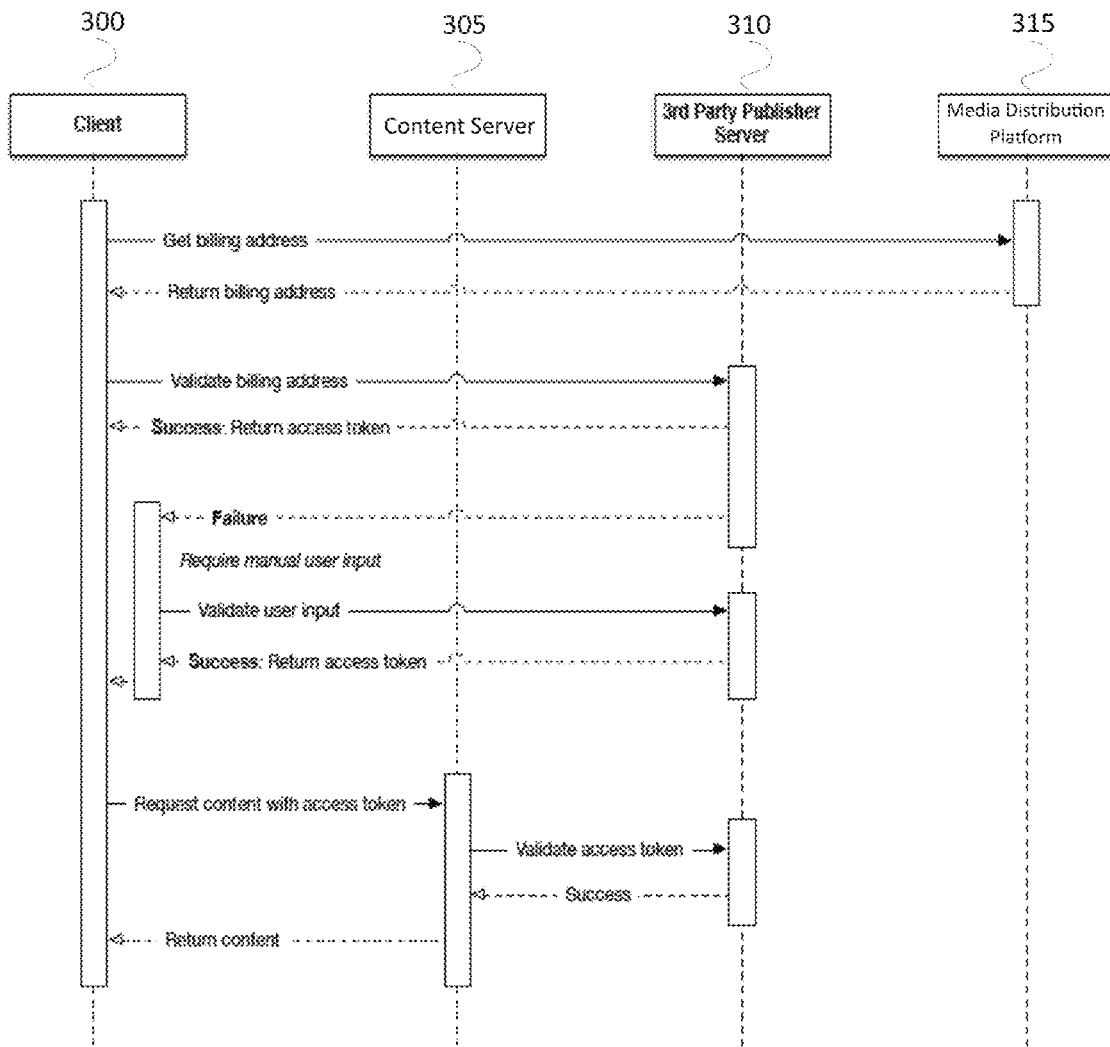 300
305
310
315
Client
Content Server
3rd Party Publisher
Server
Media Distribution
Platform
Get billing address
Return billing address
Validate billing address
Success: Return access token
Failure
Require manual user input
Validate user input
Success: Return access token
Request content with access token
Validate access token
Success
Return content